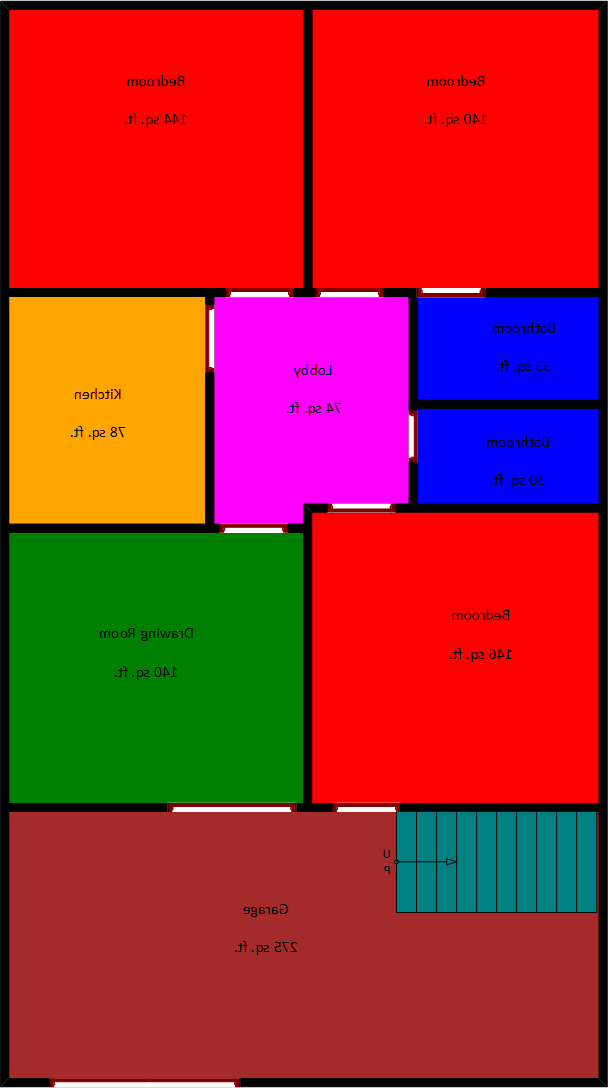 Bedroom
144 sq. ft.
Bedroom
140 sq. ft.
Kitchen
78 sq. ft.
Lobby
74 sq. ft.
Bathroom
33 sq. ft.
Bathroom
30 sq. ft.
Drawing Room
140 sq. ft.
Bedroom
146 sq. ft.
U
P
Garage
275 sq. ft.